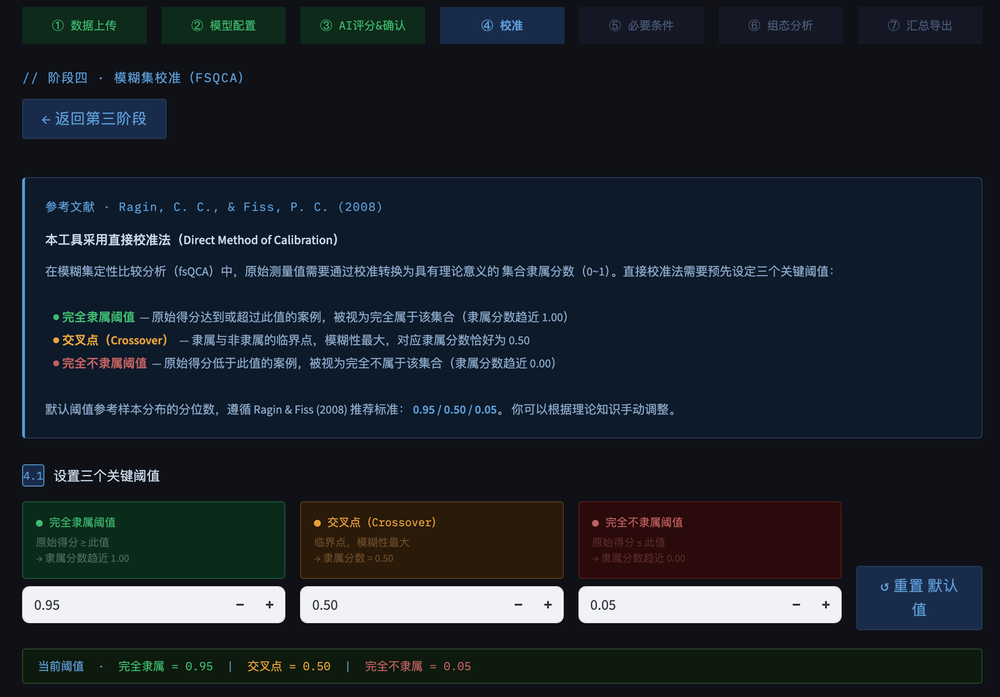 ① 数据上传
② 模型配置
③ AI评分&确认
④ 校准
⑤ 必要条件
⑥ 组态分析
⑦ 汇总导出
// 阶段四 · 模糊集校准（FSQCA）
← 返回第三阶段
参考文献 · Ragin, C. C., & Fiss, P. C. (2008)
本工具采用直接校准法（Direct Method of Calibration）
在模糊集定性比较分析（fsQCA）中，原始测量值需要通过校准转换为具有理论意义的 集合隶属分数（0~1）。直接校准法需要预先设定三个关键阈值：
● 完全隶属阈值 — 原始得分达到或超过此值的案例，被视为完全属于该集合（隶属分数趋近 1.00）
● 交叉点（Crossover） — 隶属与非隶属的临界点，模糊性最大，对应隶属分数恰好为 0.50
● 完全不隶属阈值 — 原始得分低于此值的案例，被视为完全不属于该集合（隶属分数趋近 0.00）
默认阈值参考样本分布的分位数，遵循 Ragin & Fiss (2008) 推荐标准： 0.95 / 0.50 / 0.05。 你可以根据理论知识手动调整。
4.1 设置三个关键阈值
● 完全隶属阈值
原始得分 ≥ 此值
→ 隶属分数趋近 1.00
0.95 − +
● 交叉点（Crossover）
临界点，模糊性最大
→ 隶属分数 = 0.50
0.50 − +
● 完全不隶属阈值
原始得分 ≤ 此值
→ 隶属分数趋近 0.00
0.05 − +
↺ 重置 默认
值
当前阈值 · 完全隶属 = 0.95 | 交叉点 = 0.50 | 完全不隶属 = 0.05